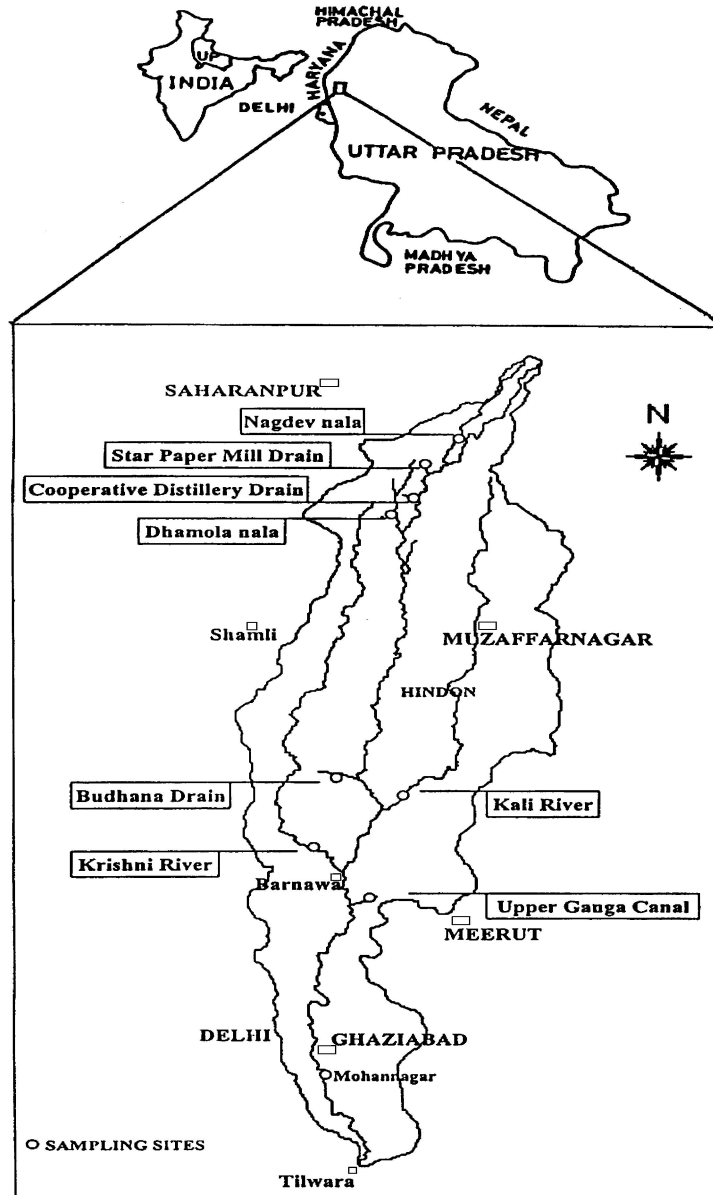 HIMACHAL
PRADESH
UP
INDIA
HARYANA
DELHI
NEPAL
UTTAR PRADESH
MADHYA
PRADESH
SAHARANPUR
Nagdev nala
N
Star Paper Mill Drain
Cooperative Distillery Drain
Dhamola nala
Shamli
MUZAFFARNAGAR
HINDON
Budhana Drain
Kali River
Krishni River
Barnawa
Upper Ganga Canal
MEERUT
DELHI
GHAZIABAD
Mohannagar
SAMPLING SITES
Tilwara